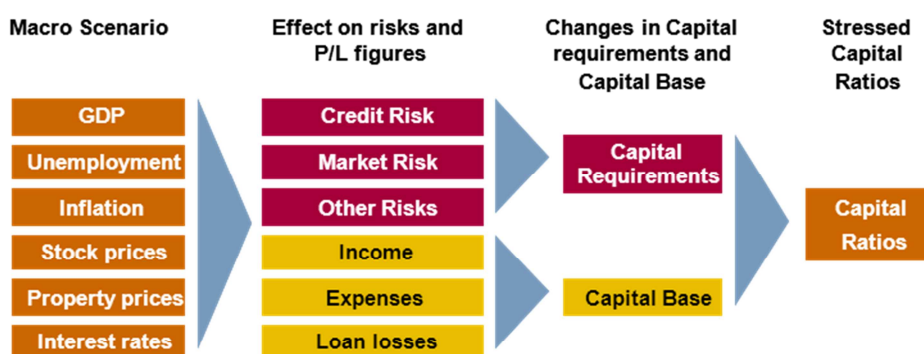 Macro Scenario
Effect on risks and
P/L figures
Changes in Capital
requirements and
Capital Base
Stressed
Capital
Ratios
GDP
Unemployment
Inflation
Stock prices
Property prices
Interest rates
Credit Risk
Market Risk
Other Risks
Income
Expenses
Loan losses
Capital
Requirements
Capital Base
Capital
Ratios